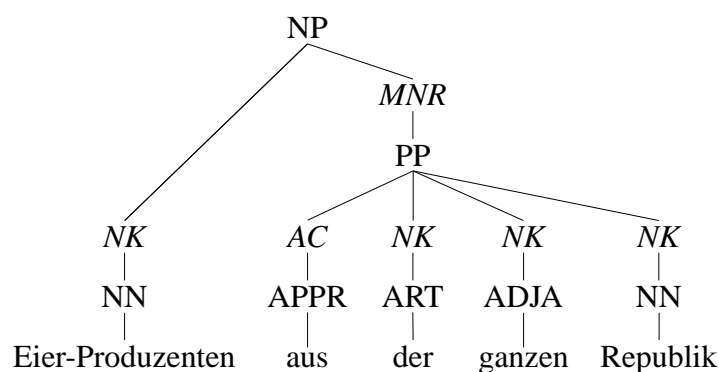 NP
MNR
PP
NK AC NK NK NK
NN APPR ART ADJA NN
Eier-Produzenten aus der ganzen Republik